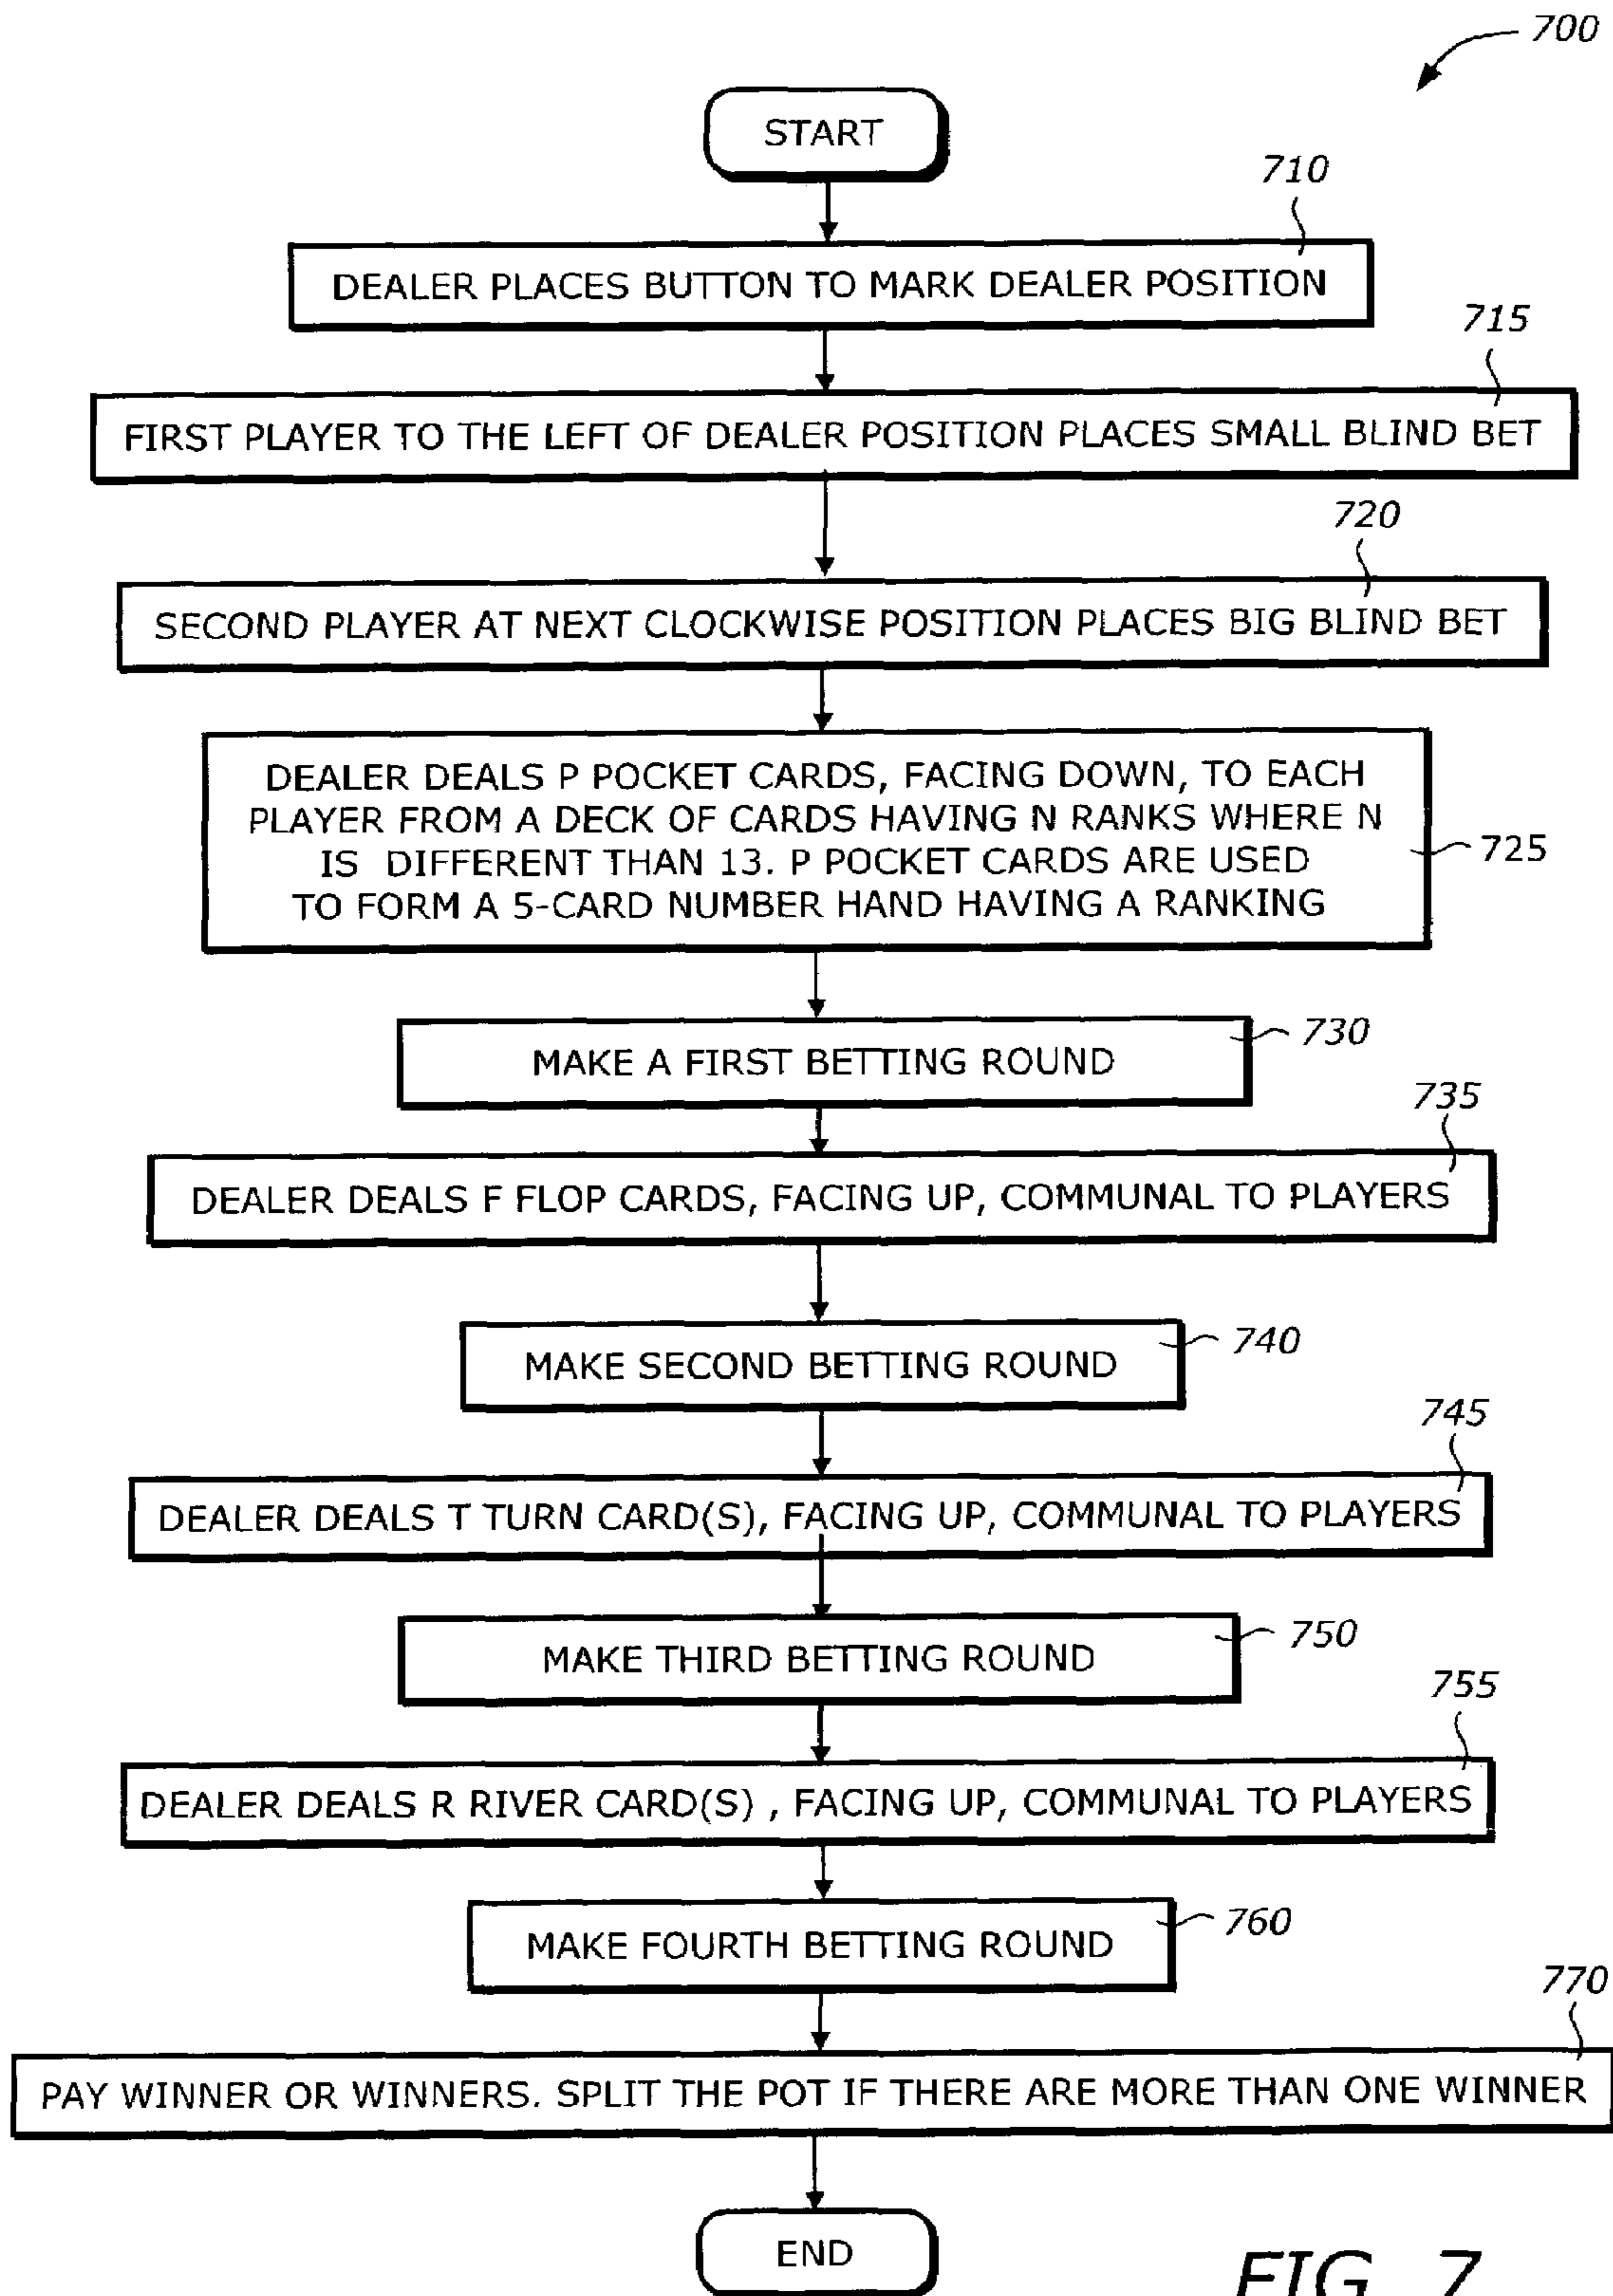 700
START
710
DEALER PLACES BUTTON TO MARK DEALER POSITION
715
FIRST PLAYER TO THE LEFT OF DEALER POSITION PLACES SMALL BLIND BET
720
SECOND PLAYER AT NEXT CLOCKWISE POSITION PLACES BIG BLIND BET
DEALER DEALS P POCKET CARDS, FACING DOWN, TO EACH
PLAYER FROM A DECK OF CARDS HAVING N RANKS WHERE N
IS DIFFERENT THAN 13. P POCKET CARDS ARE USED
TO FORM A 5-CARD NUMBER HAND HAVING A RANKING
725
MAKE A FIRST BETTING ROUND
730
735
DEALER DEALS F FLOP CARDS, FACING UP, COMMUNAL TO PLAYERS
MAKE SECOND BETTING ROUND
740
745
DEALER DEALS T TURN CARD(S), FACING UP, COMMUNAL TO PLAYERS
MAKE THIRD BETTING ROUND
750
755
DEALER DEALS R RIVER CARD(S) , FACING UP, COMMUNAL TO PLAYERS
MAKE FOURTH BETTING ROUND
760
770
PAY WINNER OR WINNERS. SPLIT THE POT IF THERE ARE MORE THAN ONE WINNER
END
FIG. 7